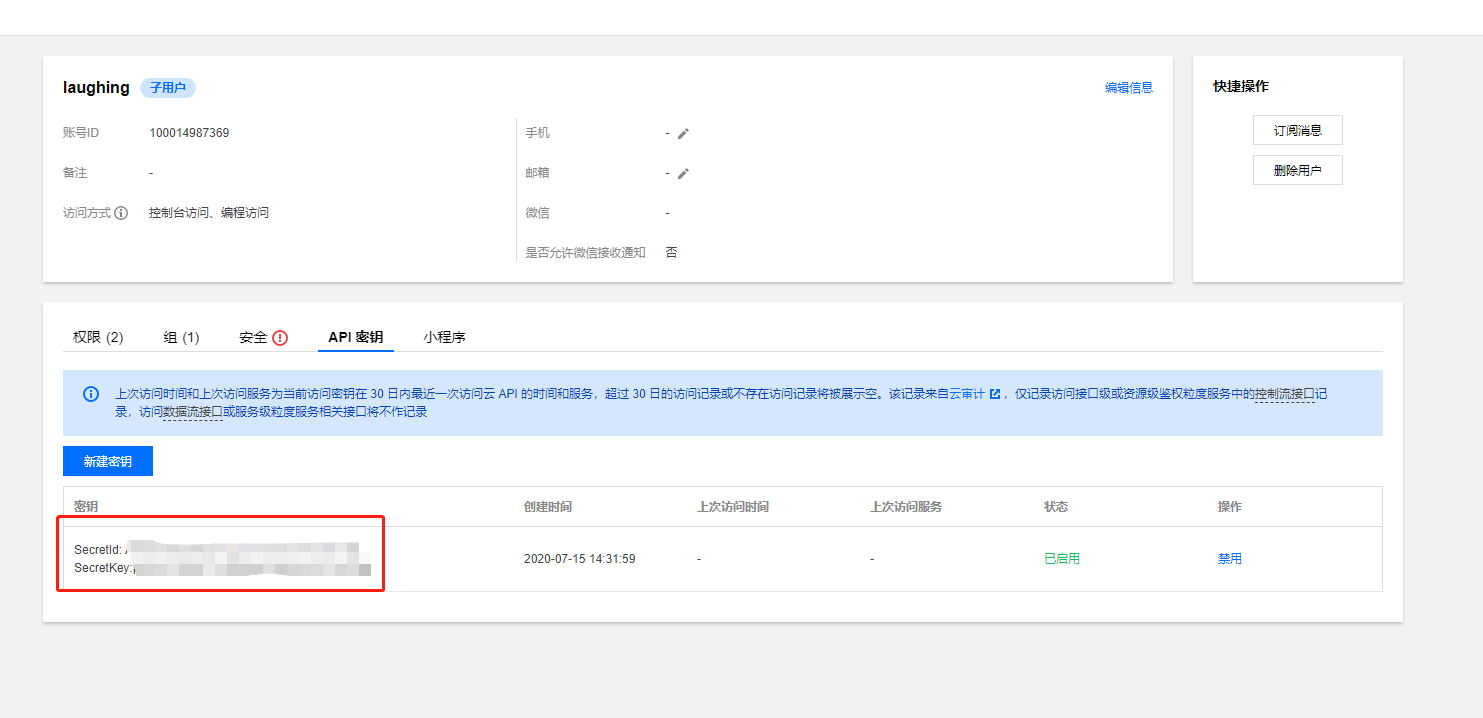 laughing 子用户
编辑信息
账号ID 100014987369
备注 -
访问方式 控制台访问、编程访问
手机 -
邮箱 -
微信 -
是否允许微信接收通知 否
快捷操作
订阅消息
删除用户
权限 (2) 组 (1) 安全 API 密钥 小程序
上次访问时间和上次访问服务为当前访问密钥在 30 日内最近一次访问云 API 的时间和服务，超过 30 日的访问记录或不存在访问记录将被展示空。该记录来自云审计 ，仅记录访问接口级或资源级鉴权粒度服务中的控制流接口记
录，访问数据流接口或服务级粒度服务相关接口将不作记录
新建密钥
密钥 创建时间 上次访问时间 上次访问服务 状态 操作
SecretId:
SecretKey:
2020-07-15 14:31:59 - - 已启用 禁用